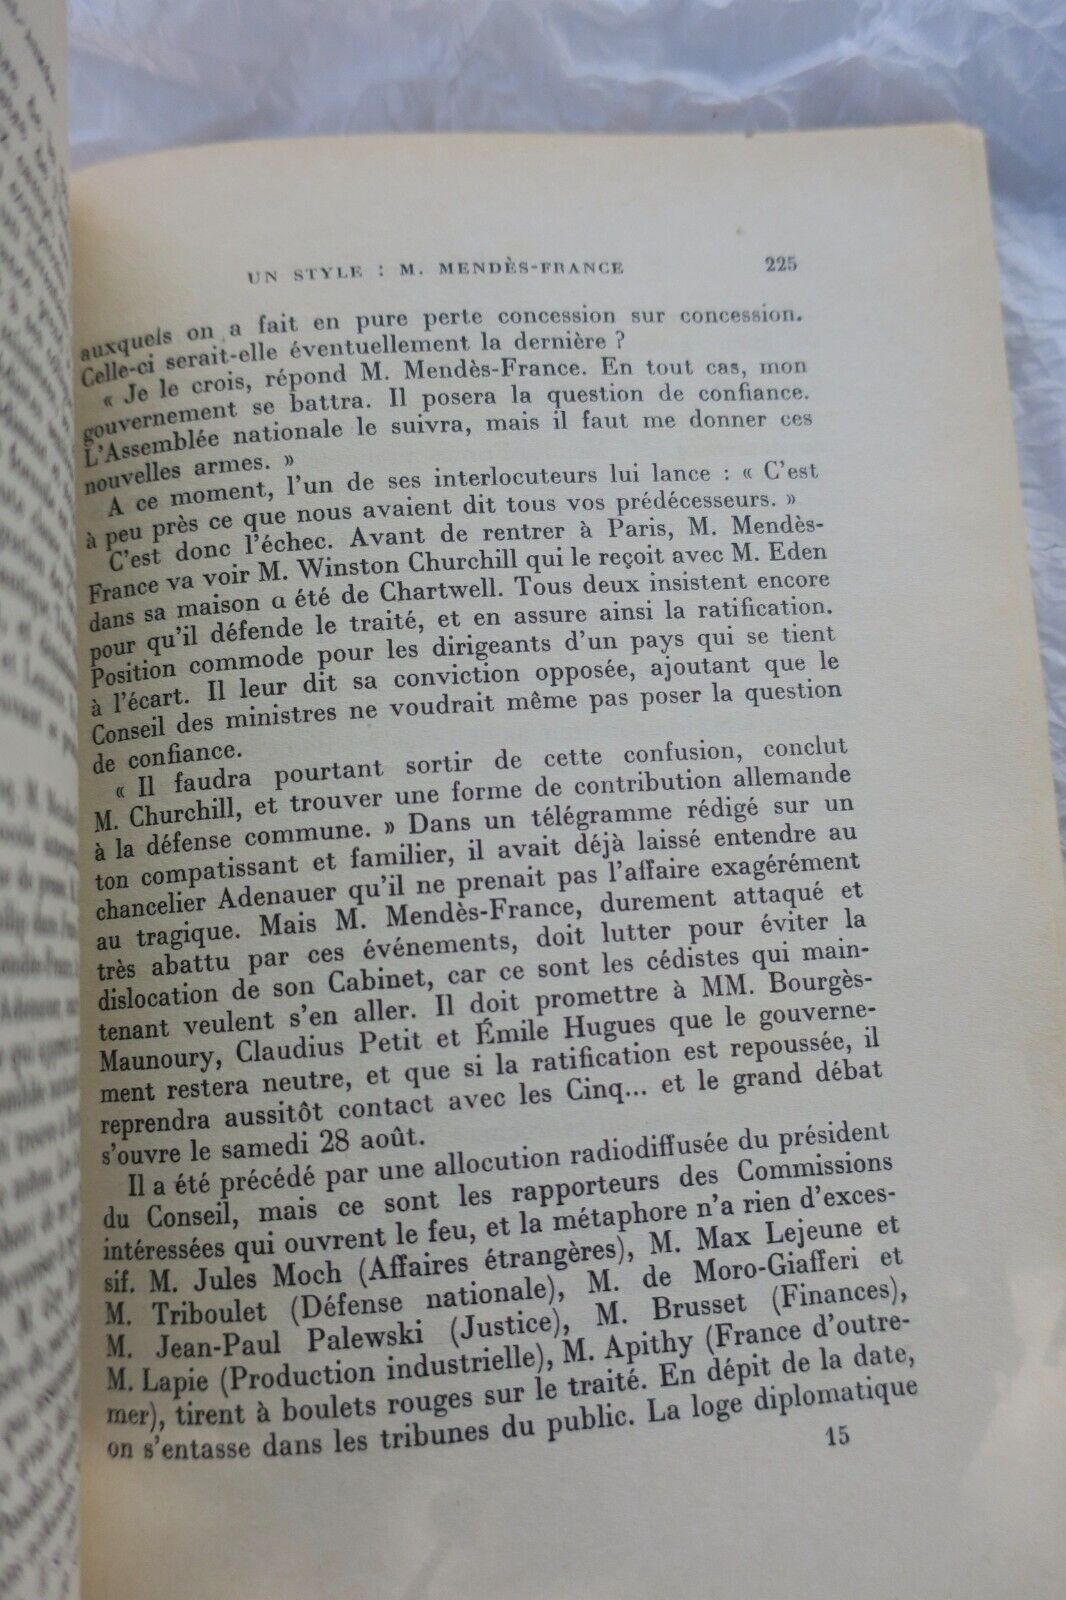 UN STYLE : M. MENDÈS-FRANCE 225
auxquels on a fait en pure perte concession sur concession.
Celle-ci serait-elle éventuellement la dernière ?
« Je le crois, répond M. Mendès-France. En tout cas, mon
gouvernement se battra. Il posera la question de confiance.
L'Assemblée nationale le suivra, mais il faut me donner ces
nouvelles armes. »
A ce moment, l'un de ses interlocuteurs lui lance : « C'est
à peu près ce que nous avaient dit tous vos prédécesseurs. »
C'est donc l'échec. Avant de rentrer à Paris, M. Mendès-
France va voir M. Winston Churchill qui le reçoit avec M. Eden
dans sa maison d'été de Chartwell. Tous deux insistent encore
pour qu'il défende le traité, et en assure ainsi la ratification.
Position commode pour les dirigeants d'un pays qui se tient
à l'écart. Il leur dit sa conviction opposée, ajoutant que le
Conseil des ministres ne voudrait même pas poser la question
de confiance.
« Il faudra pourtant sortir de cette confusion, conclut
M. Churchill, et trouver une forme de contribution allemande
à la défense commune. » Dans un télégramme rédigé sur un
ton compatissant et familier, il avait déjà laissé entendre au
chancelier Adenauer qu'il ne prenait pas l'affaire exagérément
au tragique. Mais M. Mendès-France, durement attaqué et
très abattu par ces événements, doit lutter pour éviter la
dislocation de son Cabinet, car ce sont les cédistes qui main-
tenant veulent s'en aller. Il doit promettre à MM. Bourgès-
Maunoury, Claudius Petit et Émile Hugues que le gouverne-
ment restera neutre, et que si la ratification est repoussée, il
reprendra aussitôt contact avec les Cinq... et le grand débat
s'ouvre le samedi 28 août.
Il a été précédé par une allocution radiodiffusée du président
du Conseil, mais ce sont les rapporteurs des Commissions
intéressées qui ouvrent le feu, et la métaphore n'a rien d'exces-
sif. M. Jules Moch (Affaires étrangères), M. Max Lejeune et
M. Triboulet (Défense nationale), M. de Moro-Giafferi et
M. Jean-Paul Palewski (Justice), M. Brusset (Finances),
M. Lapie (Production industrielle), M. Apithy (France d'outre-
mer), tirent à boulets rouges sur le traité. En dépit de la date,
on s'entasse dans les tribunes du public. La loge diplomatique
15